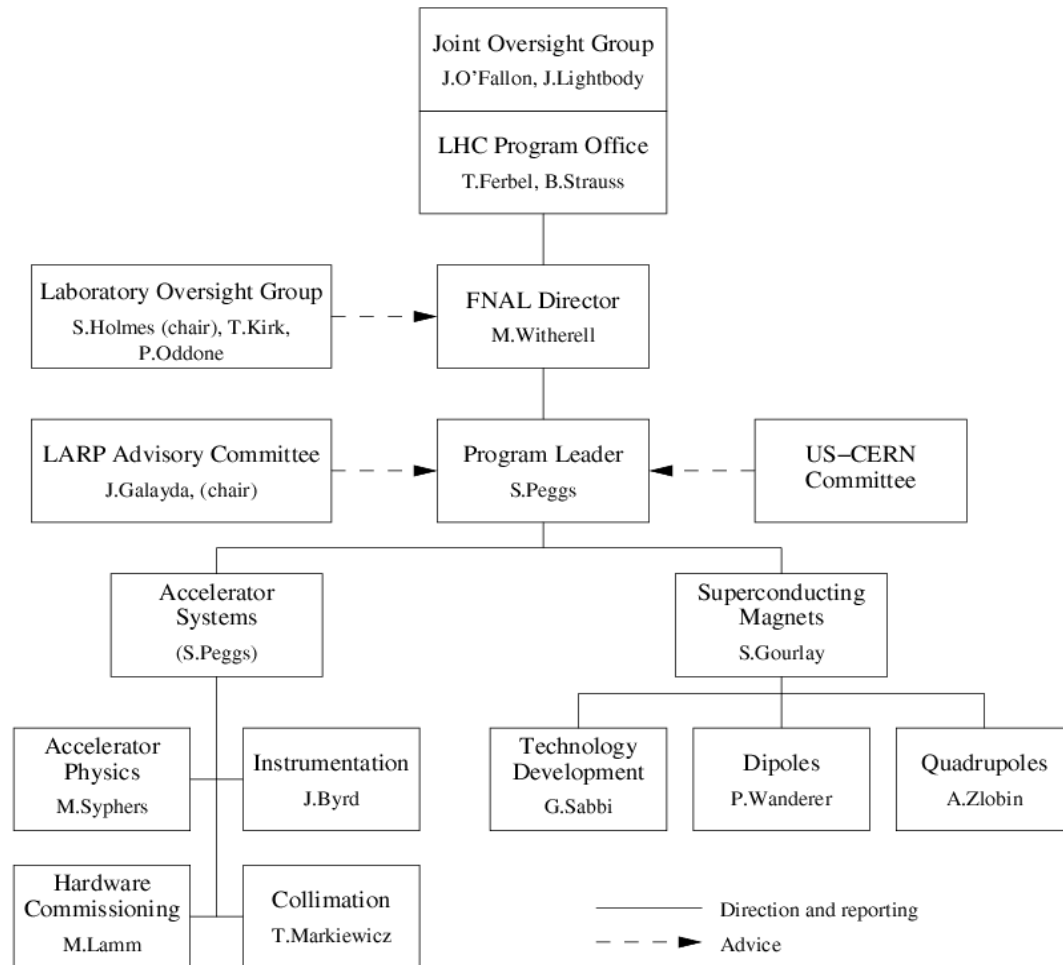 Joint Oversight Group
J.O'Fallon, J.Lightbody
LHC Program Office
T.Ferbel, B.Strauss
Laboratory Oversight Group
S.Holmes (chair), T.Kirk,
P.Oddone
FNAL Director
M.Witherell
LARP Advisory Committee
J.Galayda, (chair)
Program Leader
S.Peggs
US–CERN
Committee
Accelerator
Systems
(S.Peggs)
Superconducting
Magnets
S.Gourlay
Accelerator
Physics
M.Syphers
Instrumentation
J.Byrd
Technology
Development
G.Sabbi
Dipoles
P.Wanderer
Quadrupoles
A.Zlobin
Hardware
Commissioning
M.Lamm
Collimation
T.Markiewicz
Direction and reporting
Advice